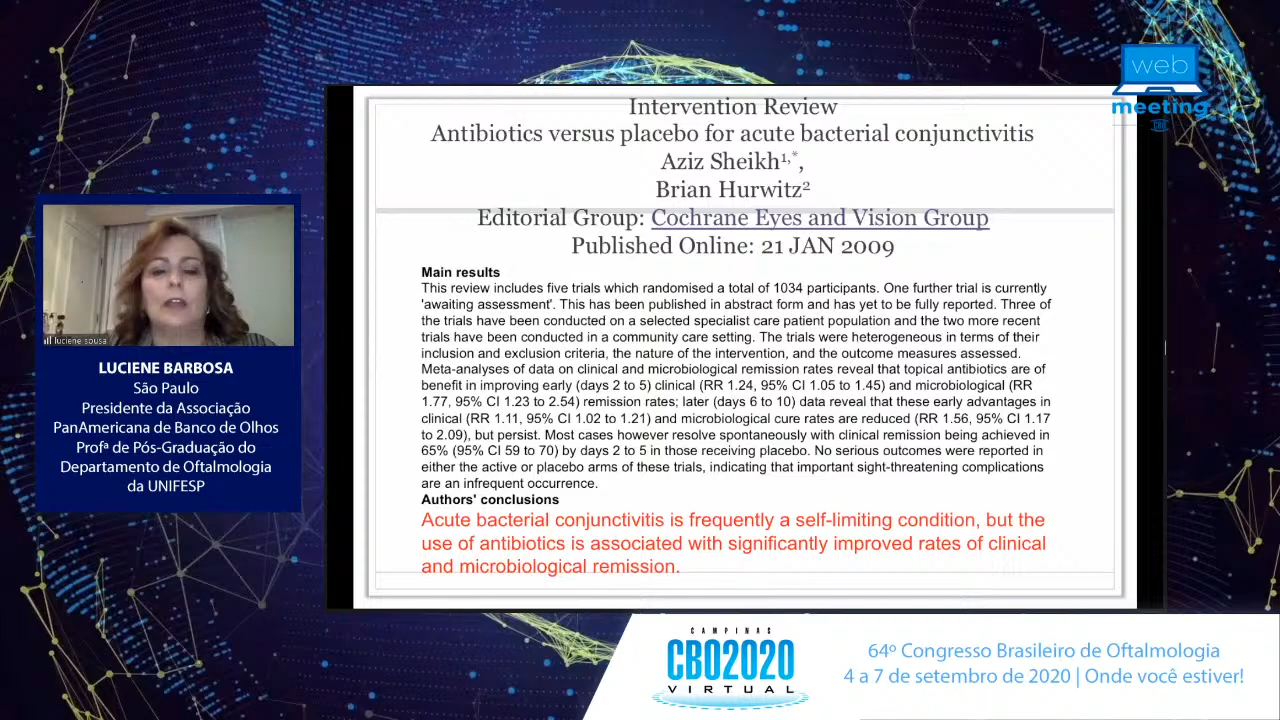 web
meeting
Intervention Review
Antibiotics versus placebo for acute bacterial conjunctivitis
Aziz Sheikh1,*,
Brian Hurwitz2
Editorial Group: Cochrane Eyes and Vision Group
Published Online: 21 JAN 2009
Main results
This review includes five trials which randomised a total of 1034 participants. One further trial is currently
'awaiting assessment'. This has been published in abstract form and has yet to be fully reported. Three of
the trials have been conducted on a selected specialist care patient population and the two more recent
trials have been conducted in a community care setting. The trials were heterogeneous in terms of their
inclusion and exclusion criteria, the nature of the intervention, and the outcome measures assessed.
Meta-analyses of data on clinical and microbiological remission rates reveal that topical antibiotics are of
benefit in improving early (days 2 to 5) clinical (RR 1.24, 95% CI 1.05 to 1.45) and microbiological (RR
1.77, 95% CI 1.23 to 2.54) remission rates; later (days 6 to 10) data reveal that these early advantages in
clinical (RR 1.11, 95% CI 1.02 to 1.21) and microbiological cure rates are reduced (RR 1.56, 95% CI 1.17
to 2.09), but persist. Most cases however resolve spontaneously with clinical remission being achieved in
65% (95% CI 59 to 70) by days 2 to 5 in those receiving placebo. No serious outcomes were reported in
either the active or placebo arms of these trials, indicating that important sight-threatening complications
are an infrequent occurrence.
Authors' conclusions
Acute bacterial conjunctivitis is frequently a self-limiting condition, but the
use of antibiotics is associated with significantly improved rates of clinical
and microbiological remission.
luciene sousa
LUCIENE BARBOSA
São Paulo
Presidente da Associação
PanAmericana de Banco de Olhos
Profª de Pós-Graduação do
Departamento de Oftalmologia
da UNIFESP
CAMPINAS
CBO2020
VIRTUAL
64º Congresso Brasileiro de Oftalmologia
4 a 7 de setembro de 2020 | Onde você estiver!